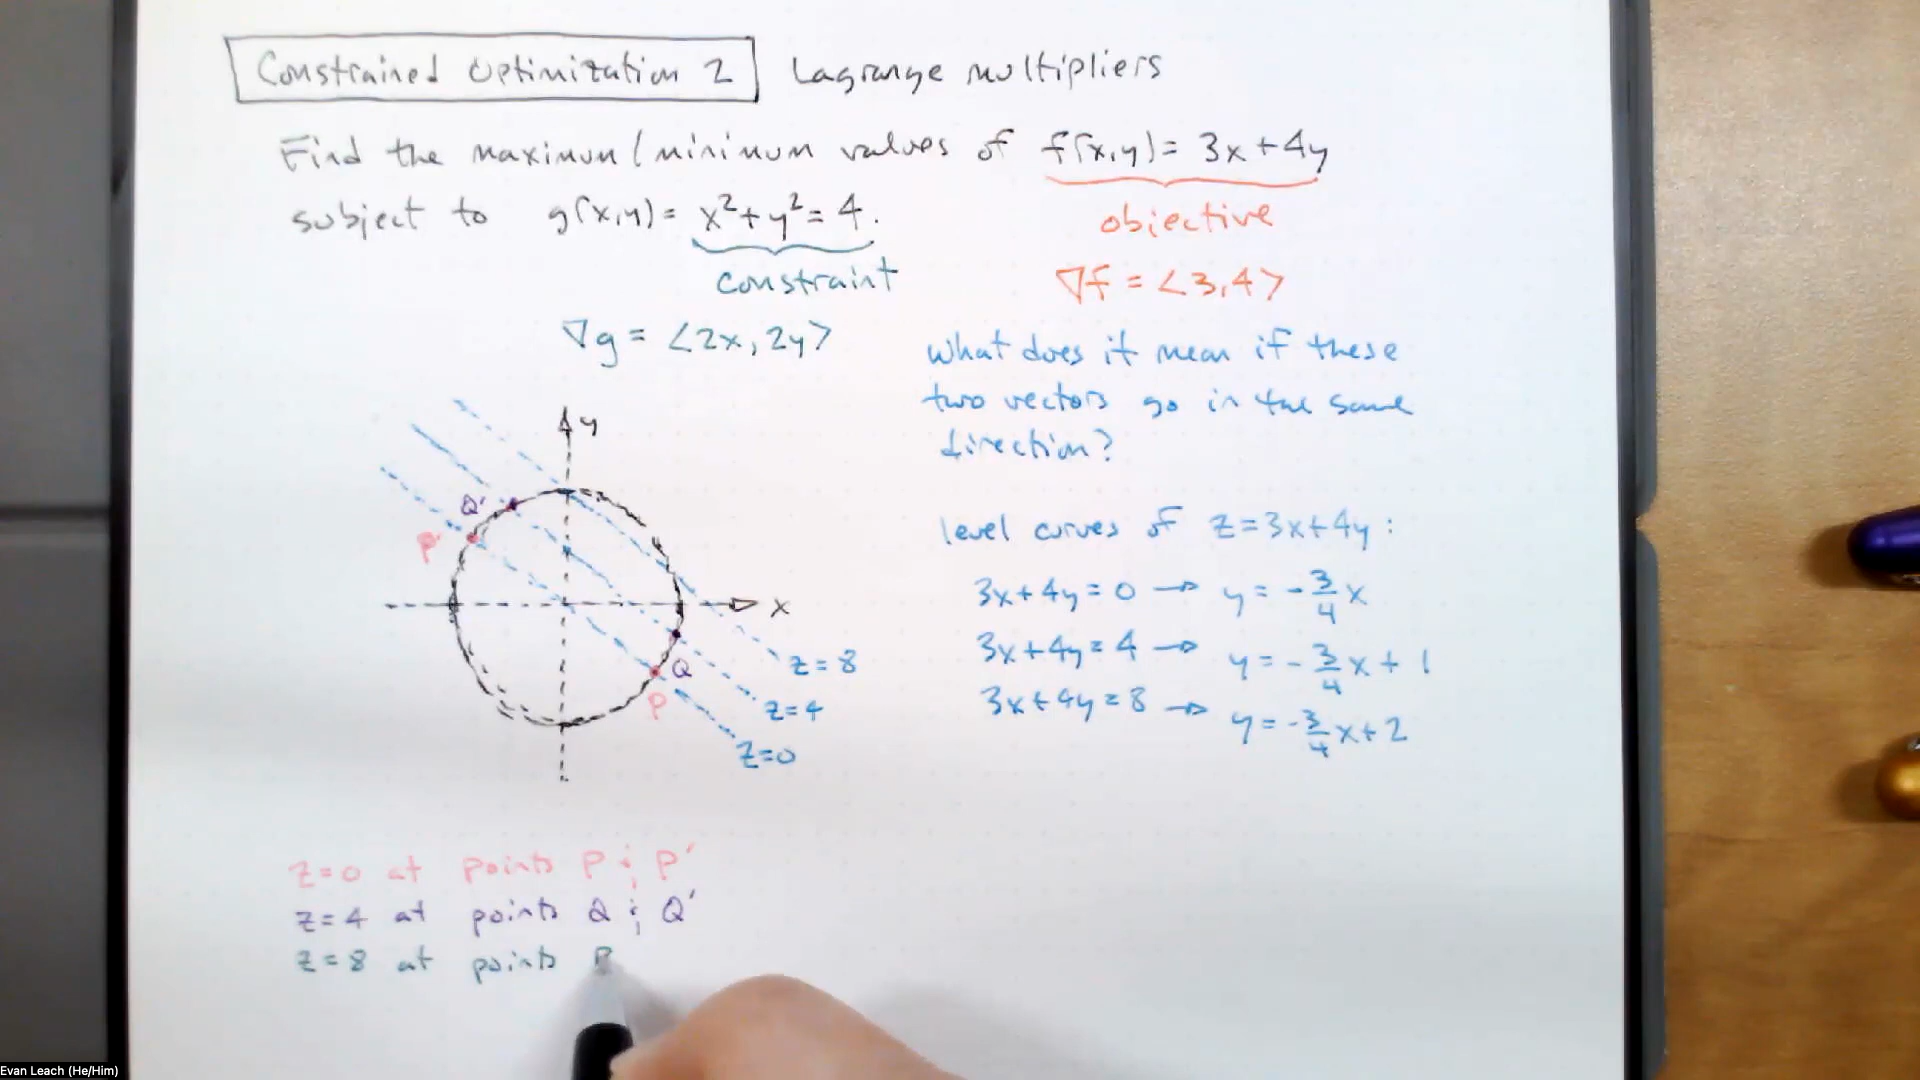 Constrained Optimization 2 Lagrange multipliers
Find the maximum/minimum values of f(x,y) = 3x+4y
subject to g(x,y) = x²+y² = 4.
objective
constraint
∇f = <3,4>
∇g = <2x, 2y>
What does it mean if these
two vectors go in the same
direction?
y
Q'
P'
x
Q
P
z=8
z=4
z=0
level curves of z=3x+4y:
3x+4y=0 → y = -3/4 x
3x+4y=4 → y = -3/4 x + 1
3x+4y=8 → y = -3/4 x + 2
z=0 at points P & P'
z=4 at points Q & Q'
z=8 at points R
Evan Leach (He/Him)